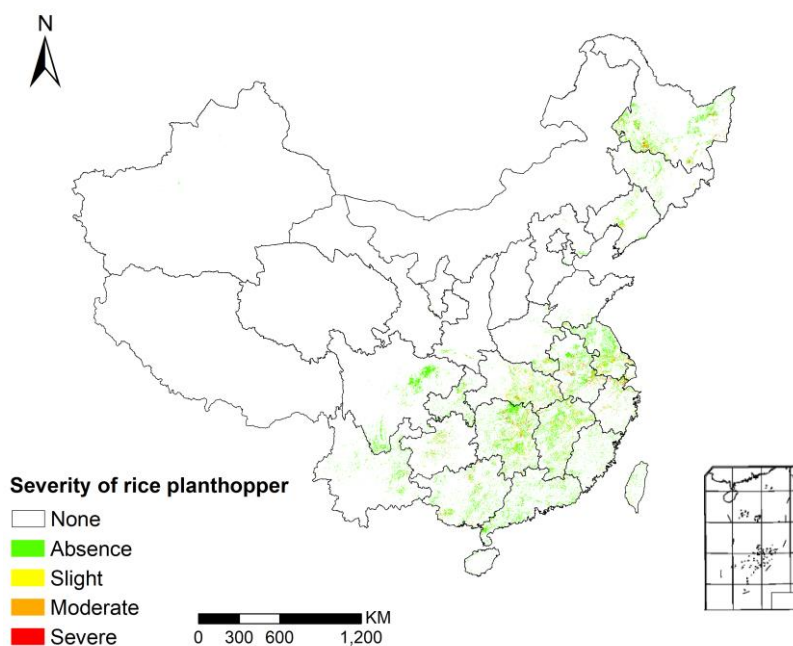 N
Severity of rice planthopper
None
Absence
Slight
Moderate
Severe
KM
0 300 600 1,200